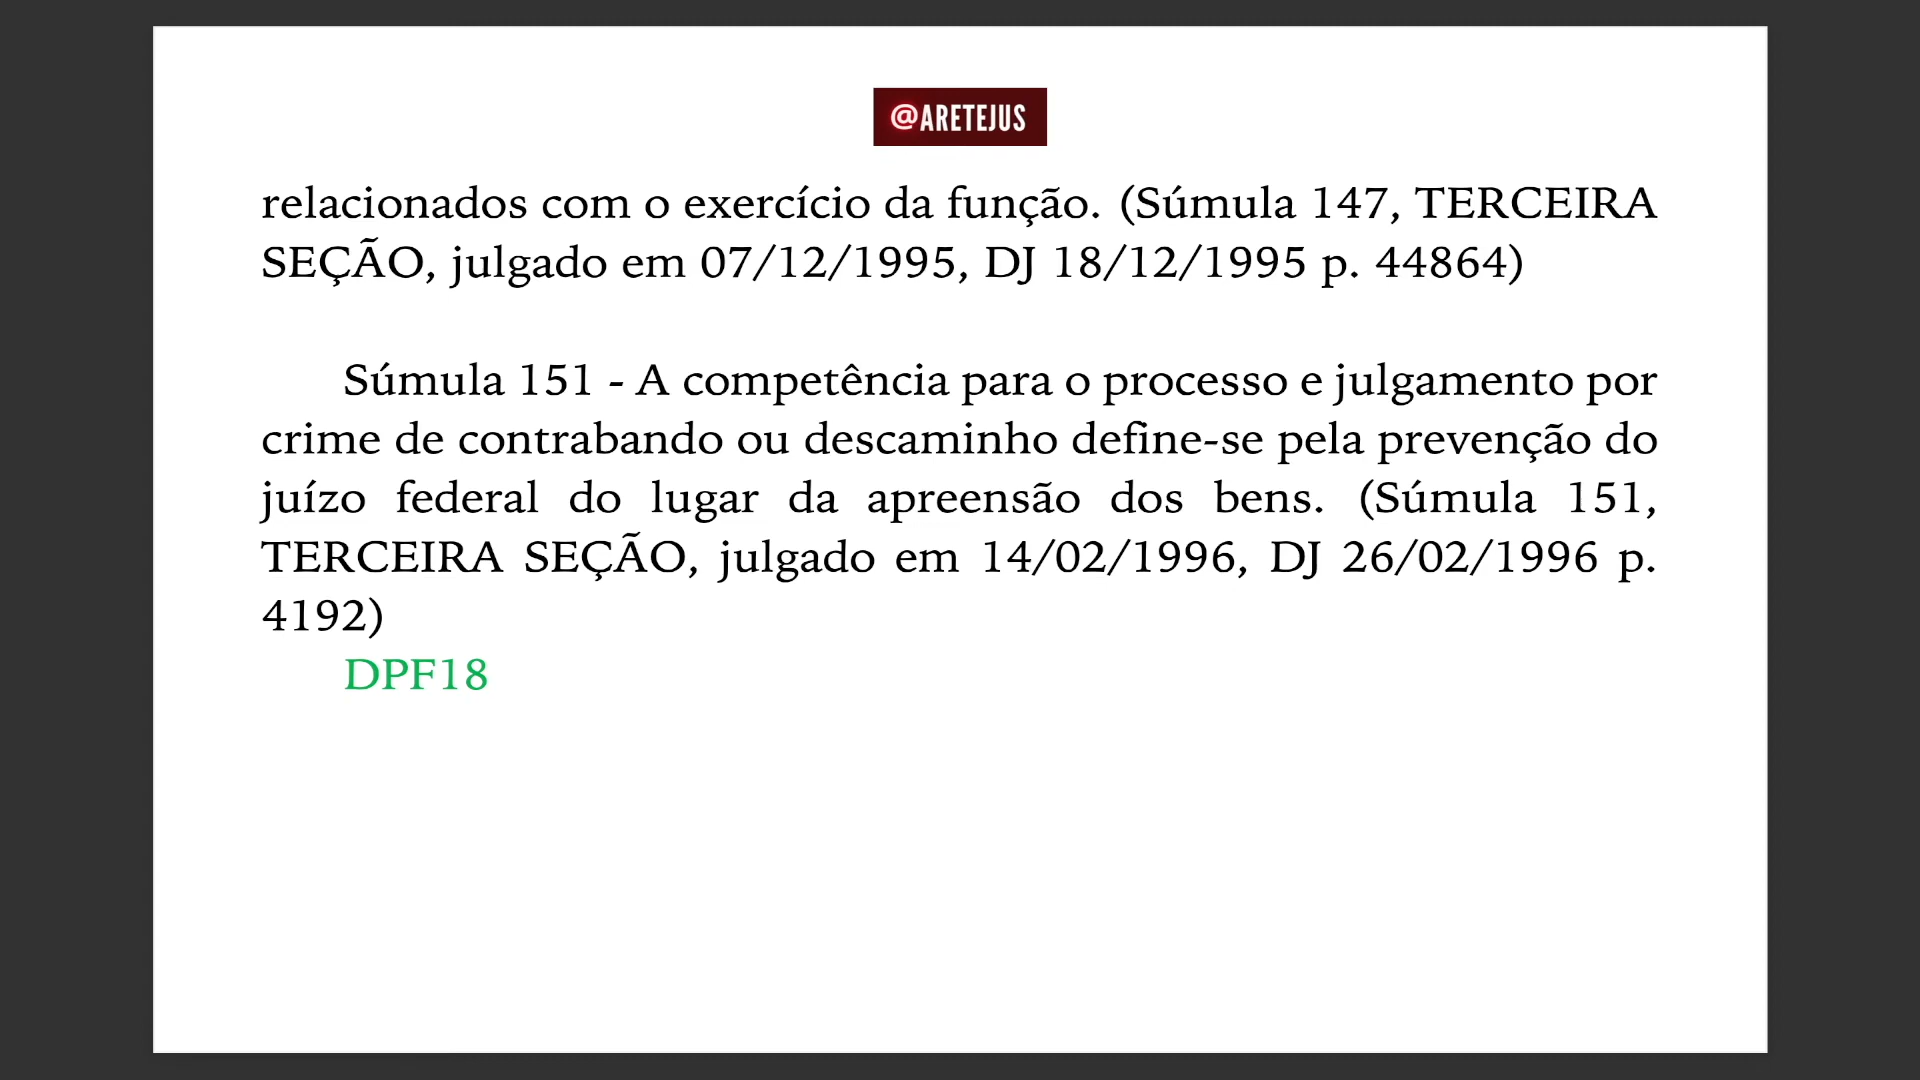 @ARETEJUS
relacionados com o exercício da função. (Súmula 147, TERCEIRA
SEÇÃO, julgado em 07/12/1995, DJ 18/12/1995 p. 44864)
Súmula 151 - A competência para o processo e julgamento por
crime de contrabando ou descaminho define-se pela prevenção do
juízo federal do lugar da apreensão dos bens. (Súmula 151,
TERCEIRA SEÇÃO, julgado em 14/02/1996, DJ 26/02/1996 p.
4192)
DPF18